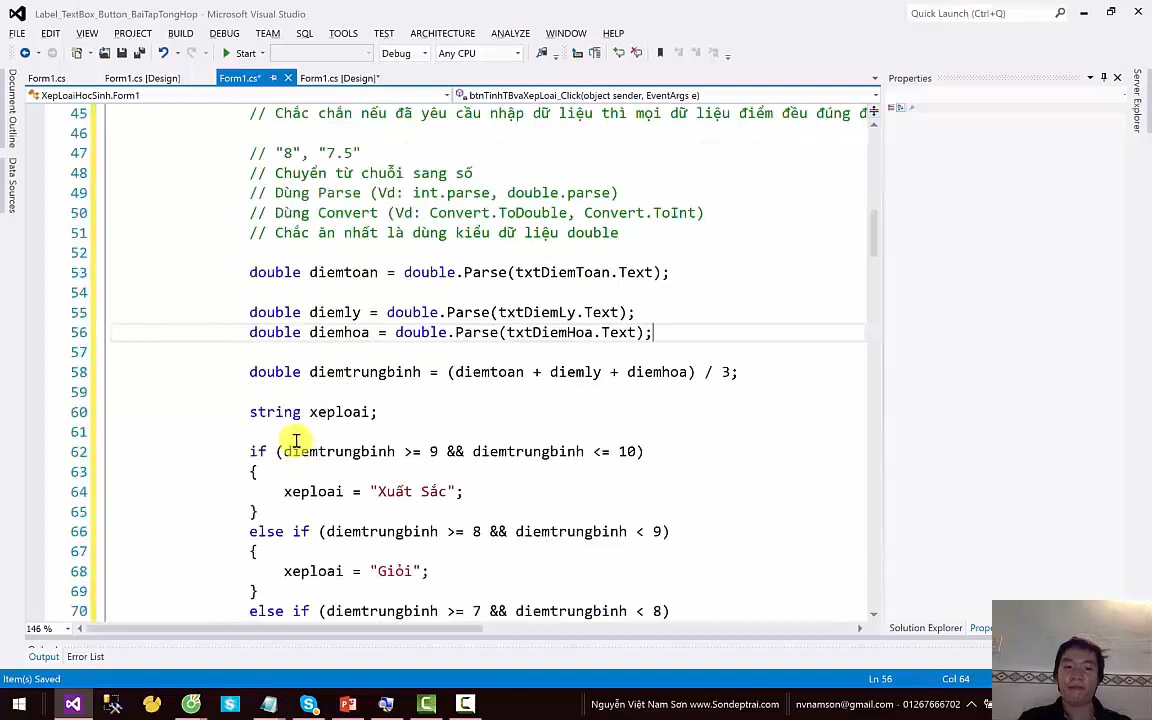 Label_TextBox_Button_BaiTapTongHop - Microsoft Visual Studio
Quick Launch (Ctrl+Q)
FILE EDIT VIEW PROJECT BUILD DEBUG TEAM SQL TOOLS TEST ARCHITECTURE ANALYZE WINDOW HELP
Start Debug Any CPU
Form1.cs Form1.cs [Design] Form1.cs* Form1.cs [Design]* Properties
XepLoaiHocSinh.Form1 btnTinhTBvaXepLoai_Click(object sender, EventArgs e)
Document Outline
Data Sources
Server Explorer
45 // Chắc chắn nếu đã yêu cầu nhập dữ liệu thì mọi dữ liệu điểm đều đúng
46
47 // "8", "7.5"
48 // Chuyển từ chuỗi sang số
49 // Dùng Parse (Vd: int.parse, double.parse)
50 // Dùng Convert (Vd: Convert.ToDouble, Convert.ToInt)
51 // Chắc ăn nhất là dùng kiểu dữ liệu double
52
53 double diemtoan = double.Parse(txtDiemToan.Text);
54
55 double diemly = double.Parse(txtDiemLy.Text);
56 double diemhoa = double.Parse(txtDiemHoa.Text);
57
58 double diemtrungbinh = (diemtoan + diemly + diemhoa) / 3;
59
60 string xeploai;
61
62 if (diemtrungbinh >= 9 && diemtrungbinh <= 10)
63 {
64 xeploai = "Xuất Sắc";
65 }
66 else if (diemtrungbinh >= 8 && diemtrungbinh < 9)
67 {
68 xeploai = "Giỏi";
69 }
70 else if (diemtrungbinh >= 7 && diemtrungbinh < 8)
146 %
Solution Explorer
Output Error List
Item(s) Saved Ln 56 Col 64
Nguyễn Việt Nam Sơn www.Sondeptrai.com nvnamson@gmail.com - 01267666702